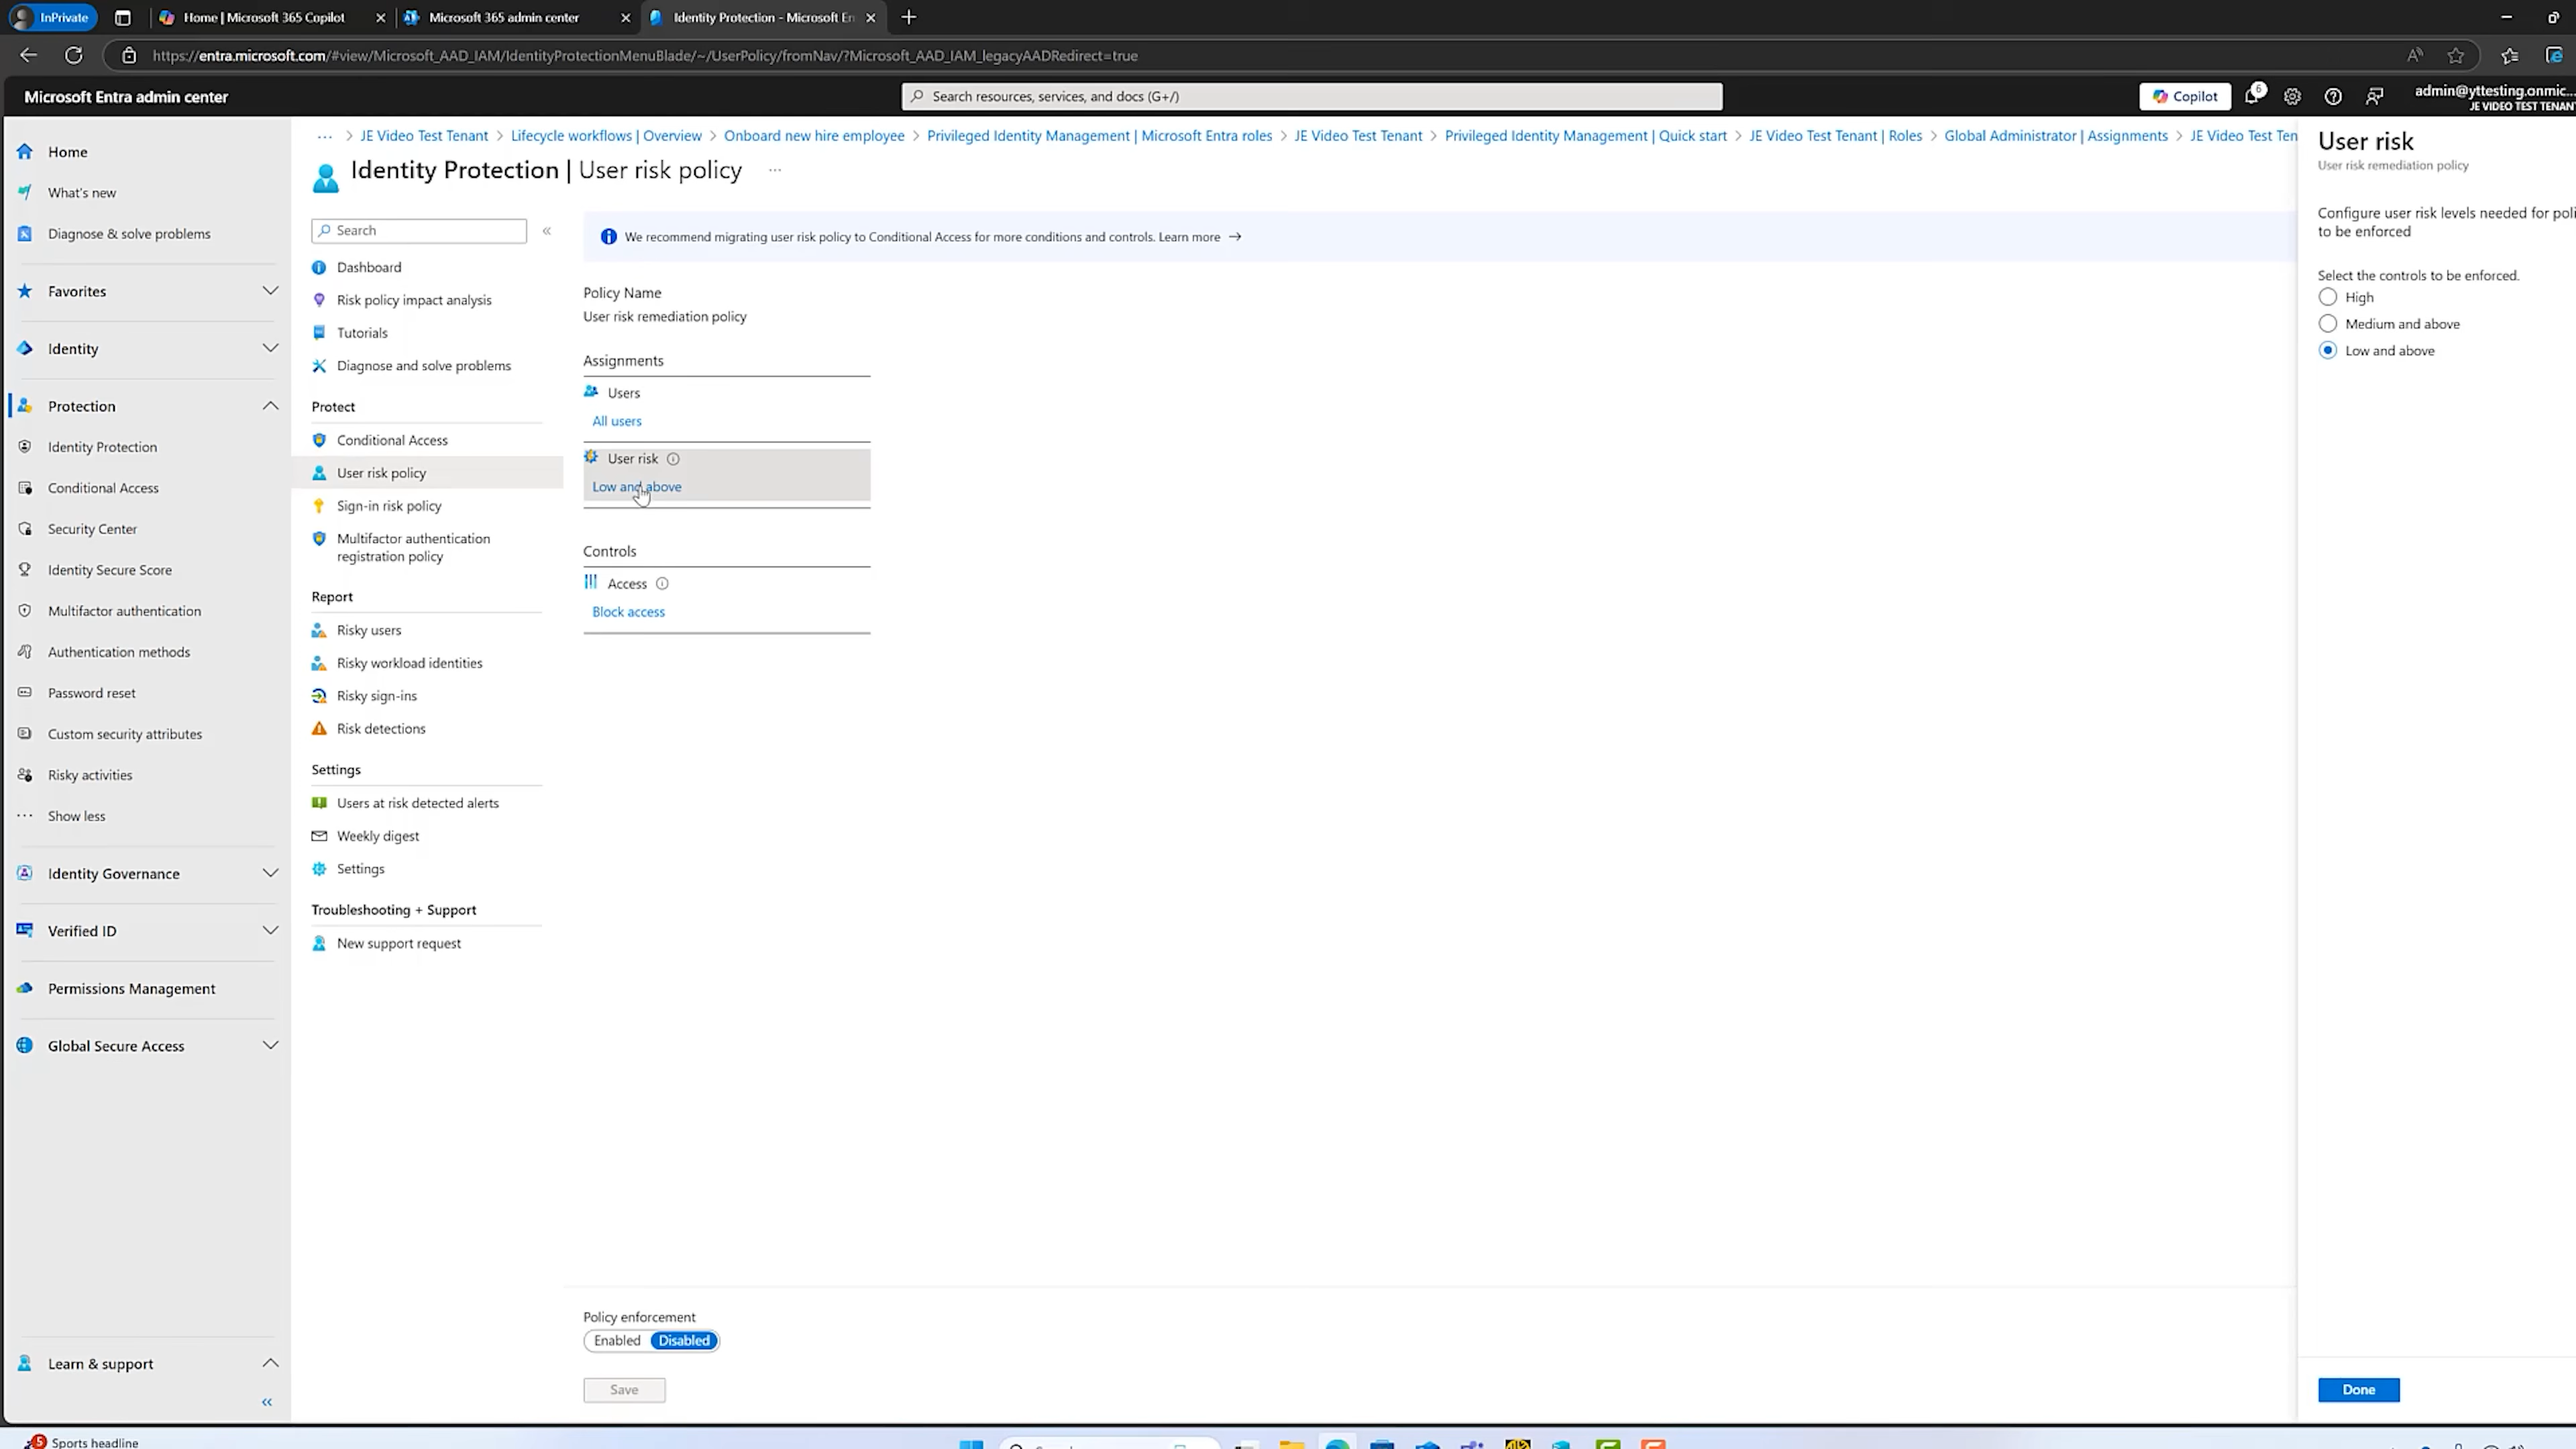 InPrivate
Home | Microsoft 365 Copilot
Microsoft 365 admin center
Identity Protection - Microsoft En
https://entra.microsoft.com/#view/Microsoft_AAD_IAM/IdentityProtectionMenuBlade/~/UserPolicy/fromNav/?Microsoft_AAD_IAM_legacyAADRedirect=true
Microsoft Entra admin center
Search resources, services, and docs (G+/)
Copilot
6
admin@yttesting.onmic...
JE VIDEO TEST TENANT
Home
What's new
Diagnose & solve problems
Favorites
Identity
Protection
Identity Protection
Conditional Access
Security Center
Identity Secure Score
Multifactor authentication
Authentication methods
Password reset
Custom security attributes
Risky activities
Show less
Identity Governance
Verified ID
Permissions Management
Global Secure Access
Learn & support
... > JE Video Test Tenant > Lifecycle workflows | Overview > Onboard new hire employee > Privileged Identity Management | Microsoft Entra roles > JE Video Test Tenant > Privileged Identity Management | Quick start > JE Video Test Tenant | Roles > Global Administrator | Assignments > JE Video Test Ten
Identity Protection | User risk policy ...
Search
Dashboard
Risk policy impact analysis
Tutorials
Diagnose and solve problems
Protect
Conditional Access
User risk policy
Sign-in risk policy
Multifactor authentication
registration policy
Report
Risky users
Risky workload identities
Risky sign-ins
Risk detections
Settings
Users at risk detected alerts
Weekly digest
Settings
Troubleshooting + Support
New support request
We recommend migrating user risk policy to Conditional Access for more conditions and controls. Learn more →
Policy Name
User risk remediation policy
Assignments
Users
All users
User risk
Low and above
Controls
Access
Block access
Policy enforcement
Enabled Disabled
Save
User risk
User risk remediation policy
Configure user risk levels needed for poli
to be enforced
Select the controls to be enforced.
High
Medium and above
Low and above
Done
5
Sports headline